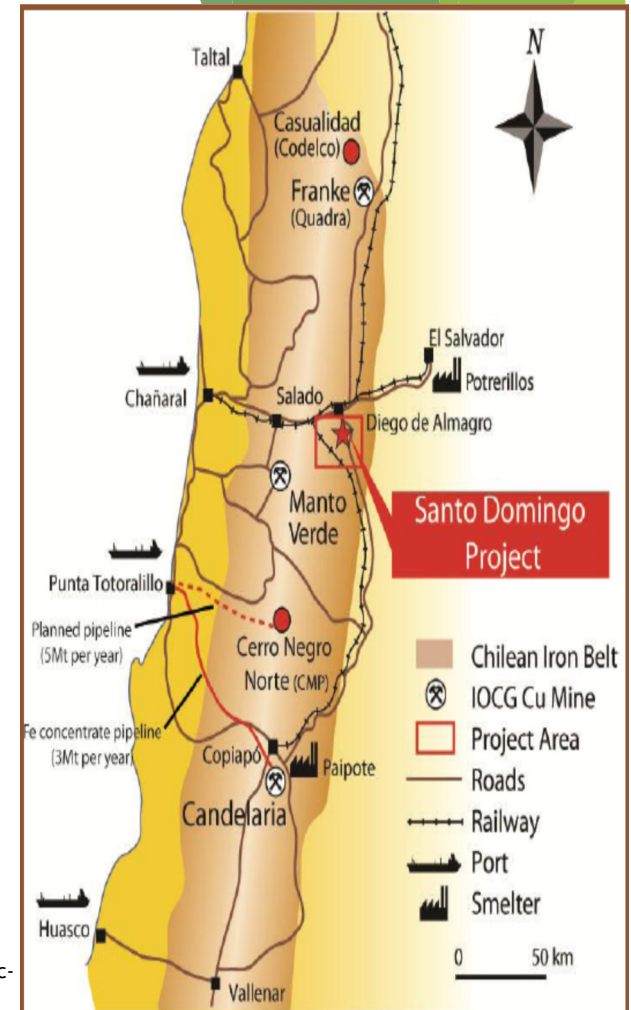 Taltal
N
Casualidad
(Codelco)
Franke
(Quadra)
El Salvador
Potrerillos
Chañaral
Salado
Diego de Almagro
Manto
Verde
Santo Domingo
Project
Punta Totoralillo
Planned pipeline
(5Mt per year)
Cerro Negro
Norte (CMP)
Fe concentrate pipeline
(3Mt per year)
Copiapó
Paipote
Candelaria
Chilean Iron Belt
IOCG Cu Mine
Project Area
Roads
Railway
Port
Smelter
0 50 km
Huasco
Vallenar
c-